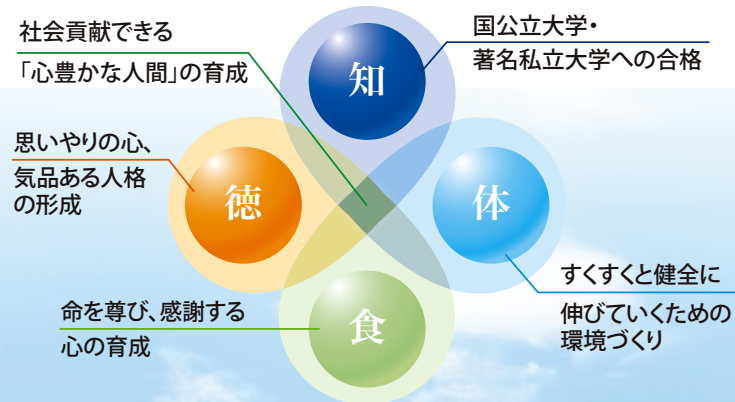 社会貢献できる
「心豊かな人間」の育成
国公立大学・
著名私立大学への合格
知
思いやりの心、
気品ある人格
の形成
徳
体
すくすくと健全に
伸びていくための
環境づくり
命を尊び、感謝する
心の育成
食